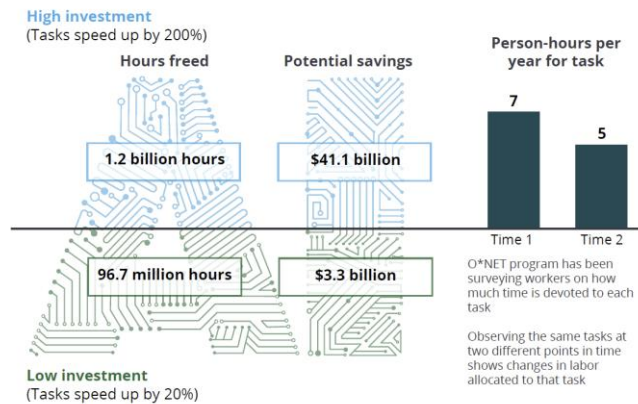 High investment
(Tasks speed up by 200%)
Hours freed
Potential savings
1.2 billion hours
$41.1 billion
96.7 million hours
$3.3 billion
Low investment
(Tasks speed up by 20%)
Person-hours per
year for task
7
5
Time 1
Time 2
O*NET program has been
surveying workers on how
much time is devoted to each
task
Observing the same tasks at
two different points in time
shows changes in labor
allocated to that task